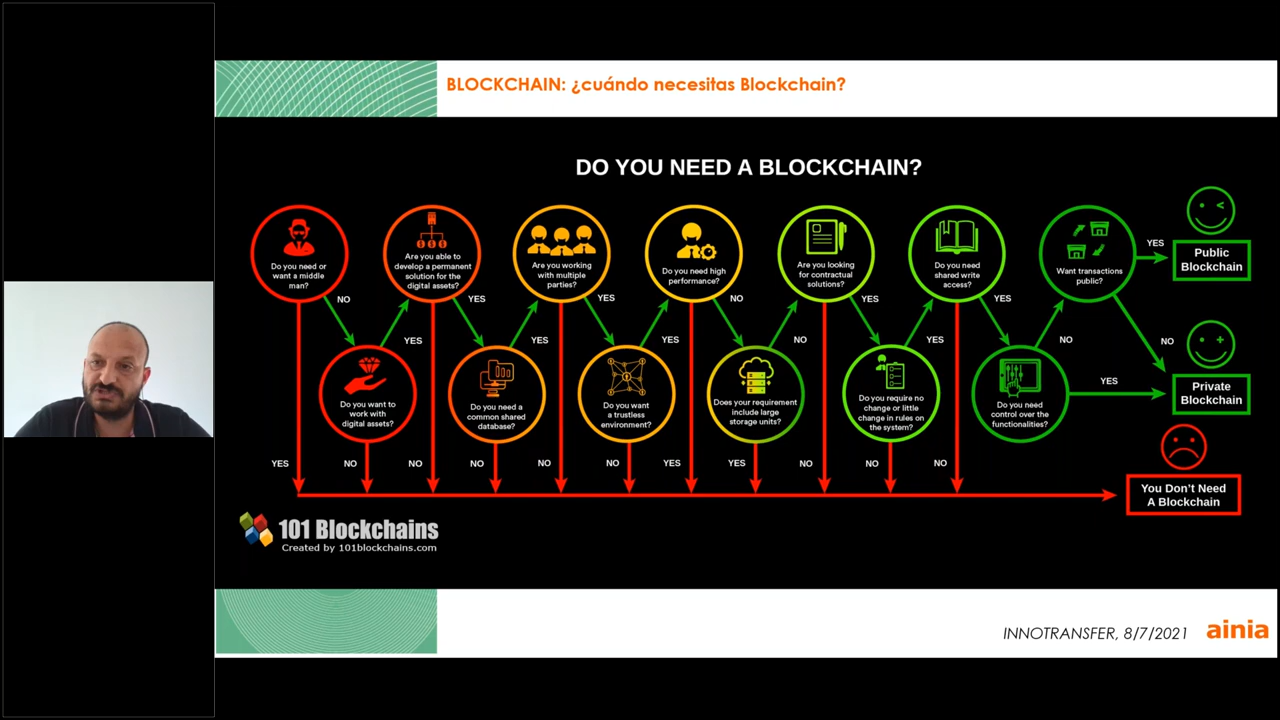 BLOCKCHAIN: ¿cuándo necesitas Blockchain?
DO YOU NEED A BLOCKCHAIN?
Do you need or
want a middle
man?
Are you able to
develop a permanent
solution for the
digital assets?
Are you working
with multiple
parties?
Do you need high
performance?
Are you looking
for contractual
solutions?
Do you need
shared write
access?
Want transactions
public?
YES
Public
Blockchain
NO
YES
YES
NO
YES
YES
YES
YES
YES
NO
YES
NO
NO
Do you want to
work with
digital assets?
Do you need a
common shared
database?
Do you want a
trustless
environment?
Does your requirement
include large
storage units?
Do you require no
change or little
change in rules on
the system?
Do you need
control over the
functionalities?
YES
Private
Blockchain
YES
NO
NO
NO
NO
NO
YES
YES
NO
NO
NO
You Don't Need
A Blockchain
101 Blockchains
Created by 101blockchains.com
INNOTRANSFER, 8/7/2021
ainia